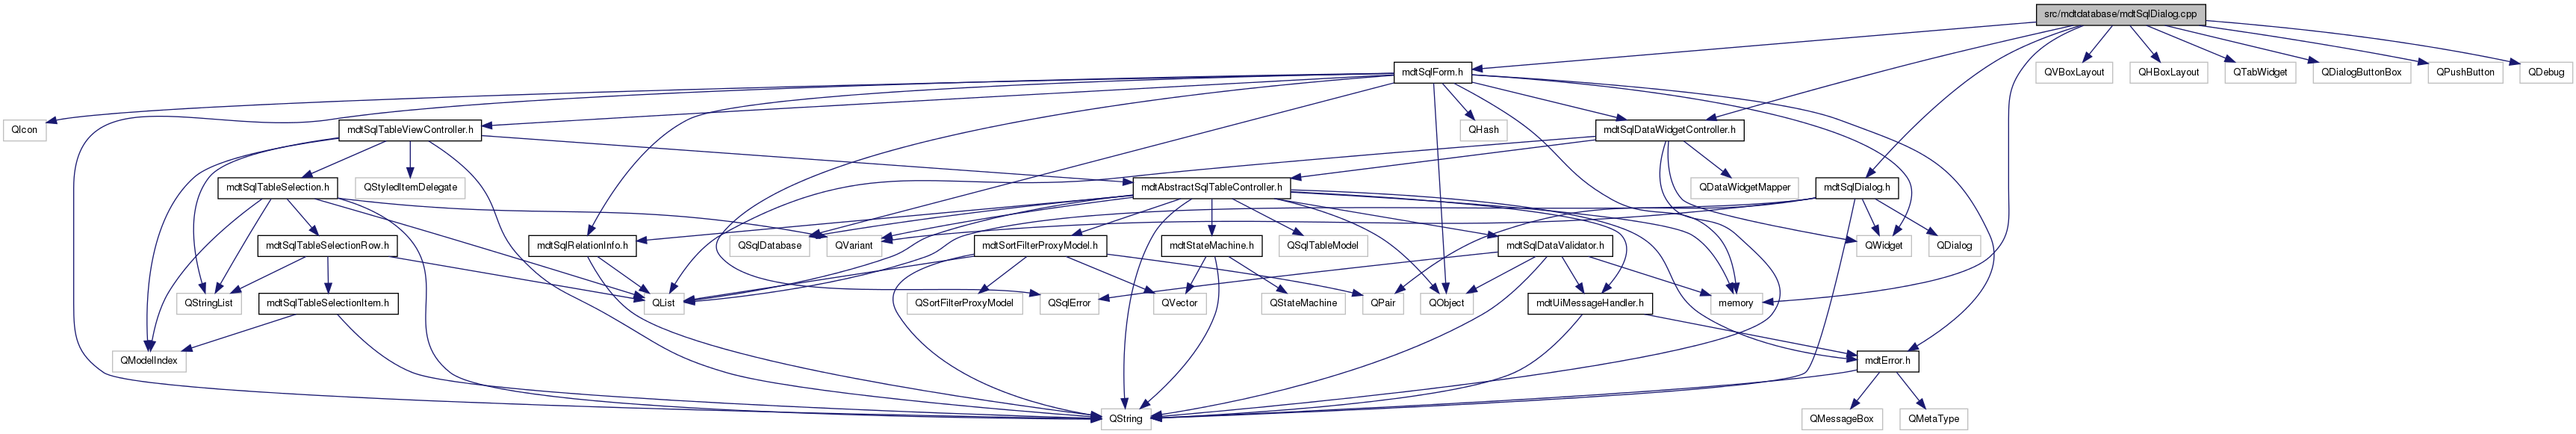 src/mdtdatabase/mdtSqlDialog.cpp
mdtSqlForm.h
QVBoxLayout
QHBoxLayout
QTabWidget
QDialogButtonBox
QPushButton
QDebug
QIcon
mdtSqlTableViewController.h
QHash
mdtSqlDataWidgetController.h
mdtSqlTableSelection.h
QStyledItemDelegate
mdtAbstractSqlTableController.h
QDataWidgetMapper
mdtSqlDialog.h
mdtSqlTableSelectionRow.h
mdtSqlRelationInfo.h
QSqlDatabase
QVariant
mdtSortFilterProxyModel.h
mdtStateMachine.h
QSqlTableModel
mdtSqlDataValidator.h
QWidget
QDialog
QStringList
mdtSqlTableSelectionItem.h
QList
QSortFilterProxyModel
QSqlError
QVector
QStateMachine
QPair
QObject
mdtUiMessageHandler.h
memory
QModelIndex
mdtError.h
QString
QMessageBox
QMetaType